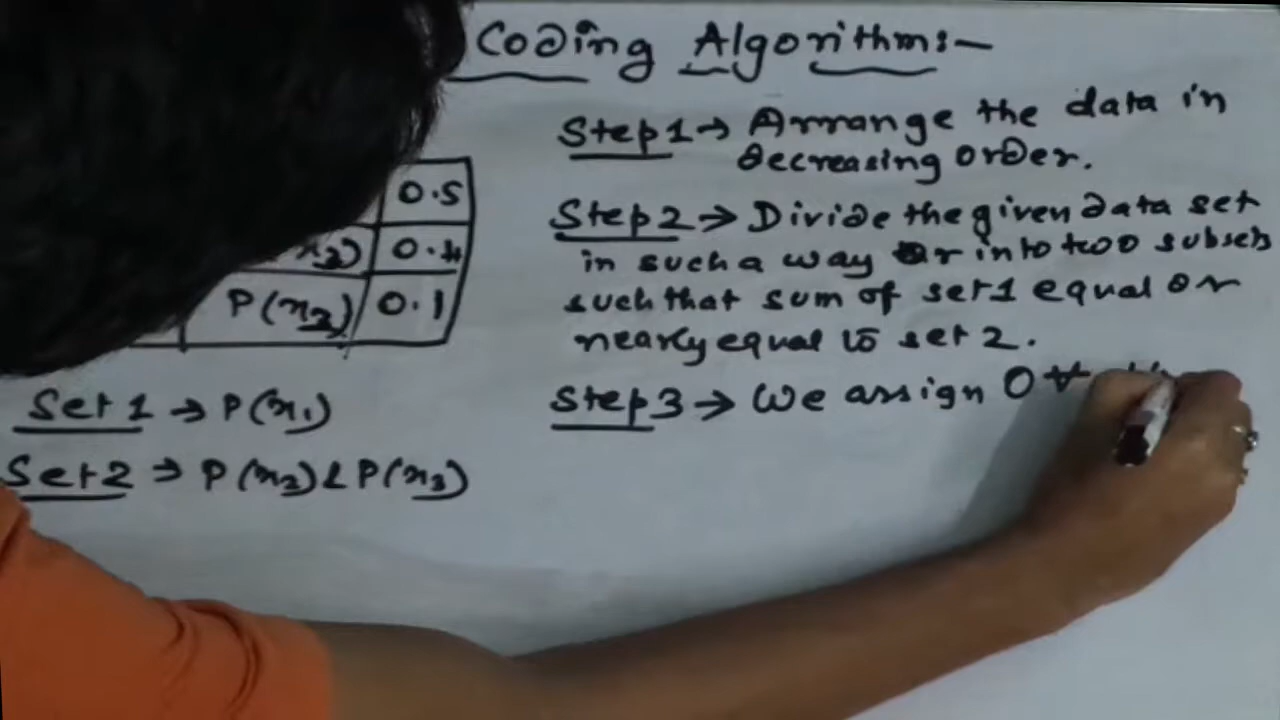 Coding Algorithms-
Step1→ Arrange the data in
decreasing order.
0.5
0.4
P(x3) 0.1
Step2→ Divide the given data set
in such a way or into two subsets
such that sum of set1 equal or
nearly equal to set 2.
Step3→ We assign 0
Set 1 → P(x1)
Set2 → P(x2) & P(x3)